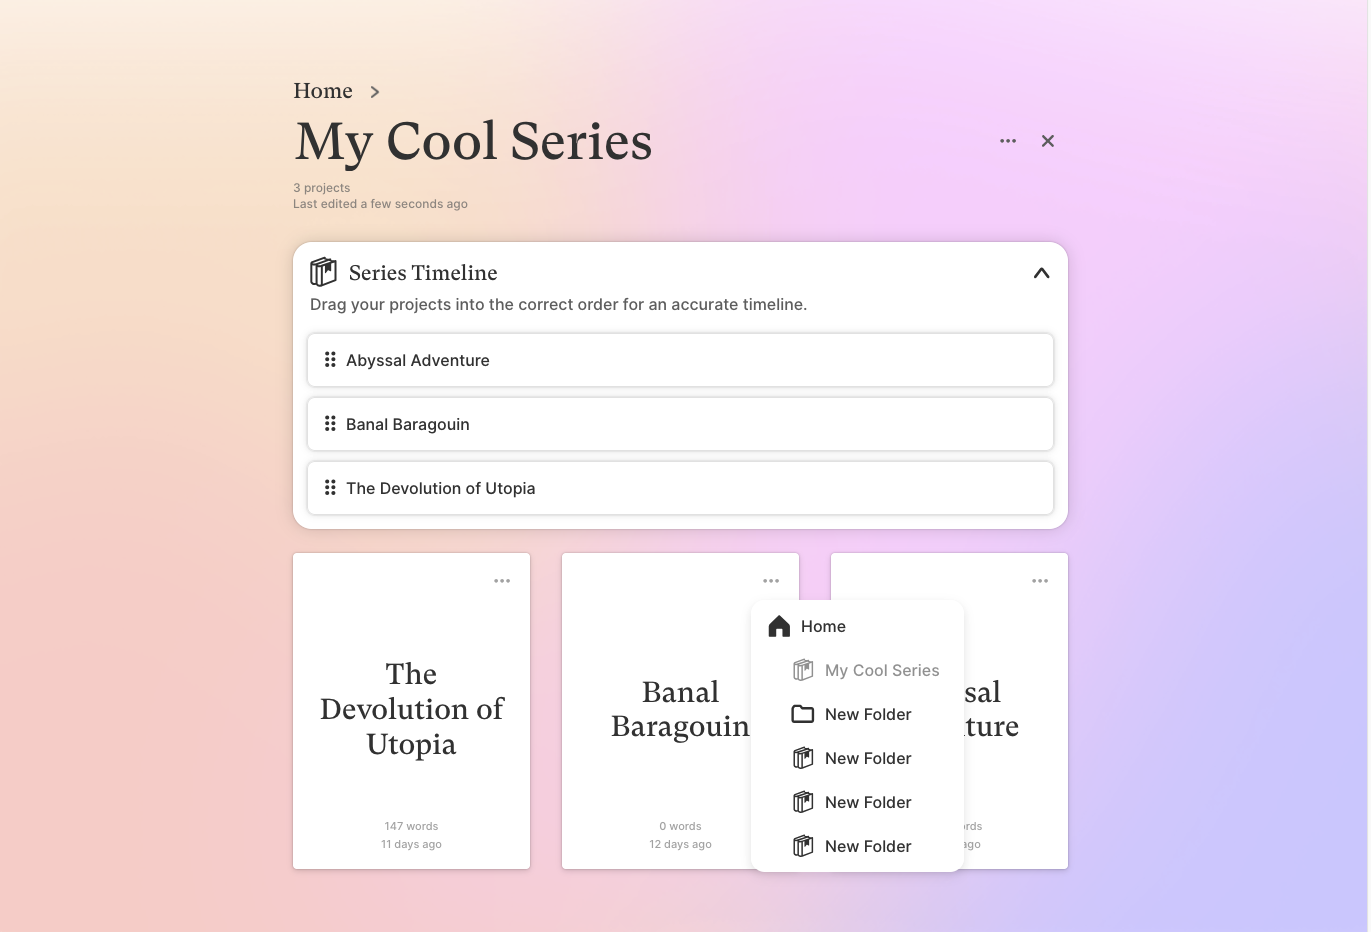 Home
My Cool Series
3 projects
Last edited a few seconds ago
Series Timeline
Drag your projects into the correct order for an accurate timeline.
Abyssal Adventure
Banal Baragouin
The Devolution of Utopia
The
Devolution of
Utopia
147 words
11 days ago
Banal
Baragouin
0 words
12 days ago
Home
My Cool Series
New Folder
New Folder
New Folder
New Folder
sal
ture
rds
ago